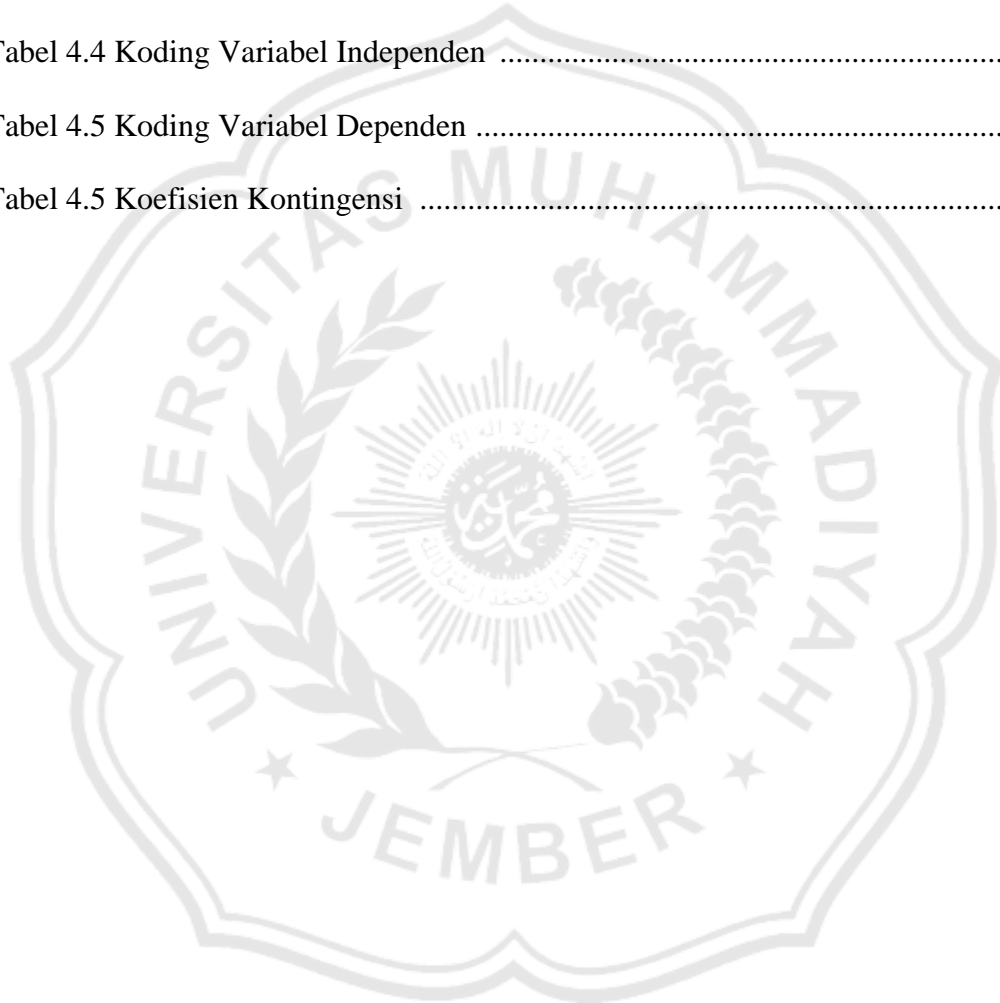 Tabel 4.4 Koding Variabel Independen ................................................................
Tabel 4.5 Koding Variabel Dependen ...................................................................
Tabel 4.5 Koefisien Kontingensi ..........................................................................
UNIVERSITAS MUHAMMADIYAH
JEMBER